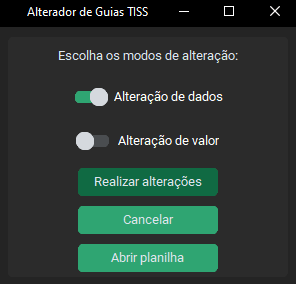 Alterador de Guias TISS
Escolha os modos de alteração:
Alteração de dados
Alteração de valor
Realizar alterações
Cancelar
Abrir planilha